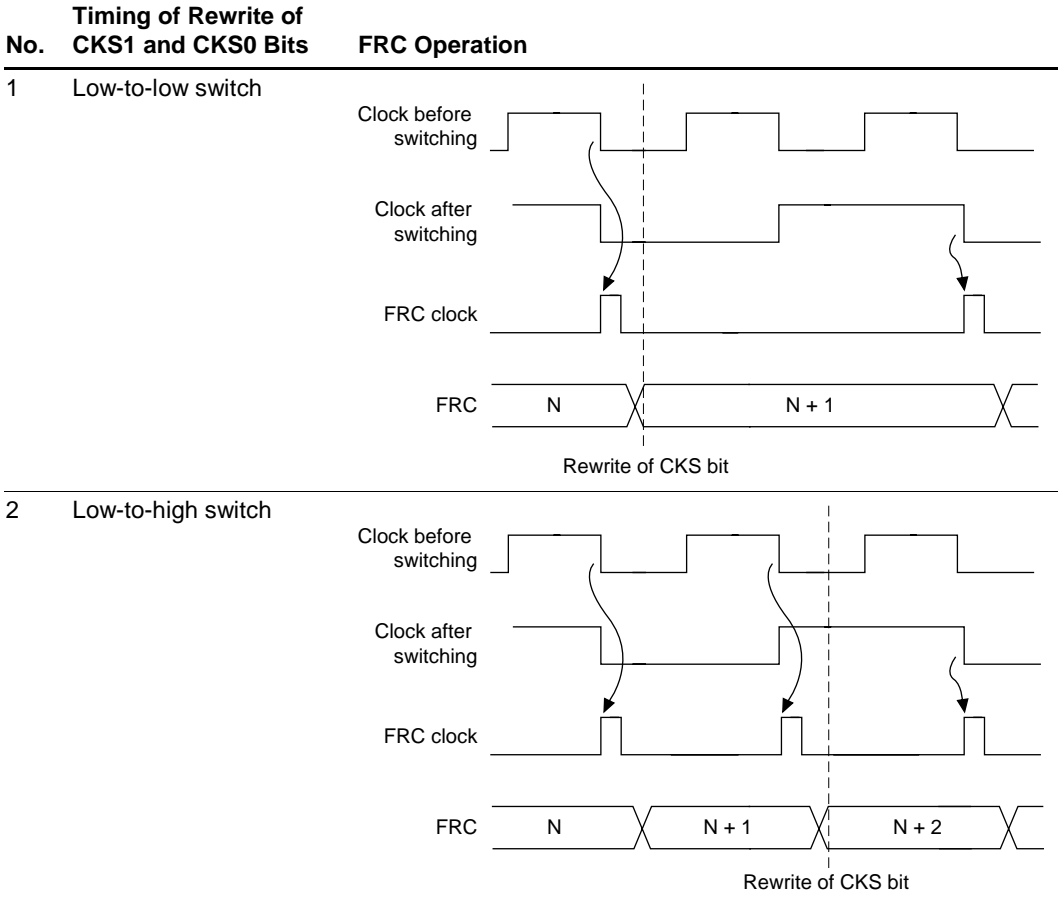 Timing of Rewrite of
No. CKS1 and CKS0 Bits FRC Operation
1 Low-to-low switch
Clock before
switching
Clock after
switching
FRC clock
FRC N N + 1
Rewrite of CKS bit
2 Low-to-high switch
Clock before
switching
Clock after
switching
FRC clock
FRC N N + 1 N + 2
Rewrite of CKS bit